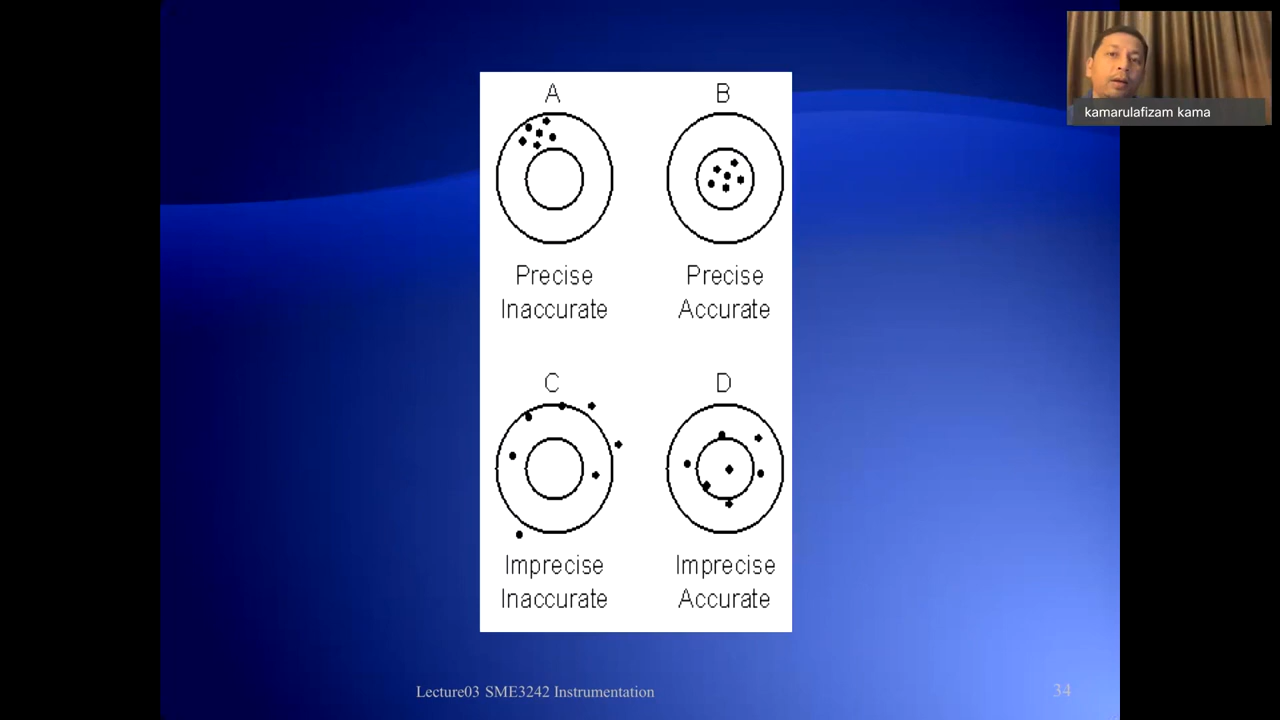 kamarulafizam kama
A
B
Precise
Inaccurate
Precise
Accurate
C
D
Imprecise
Inaccurate
Imprecise
Accurate
Lecture03 SME3242 Instrumentation
34